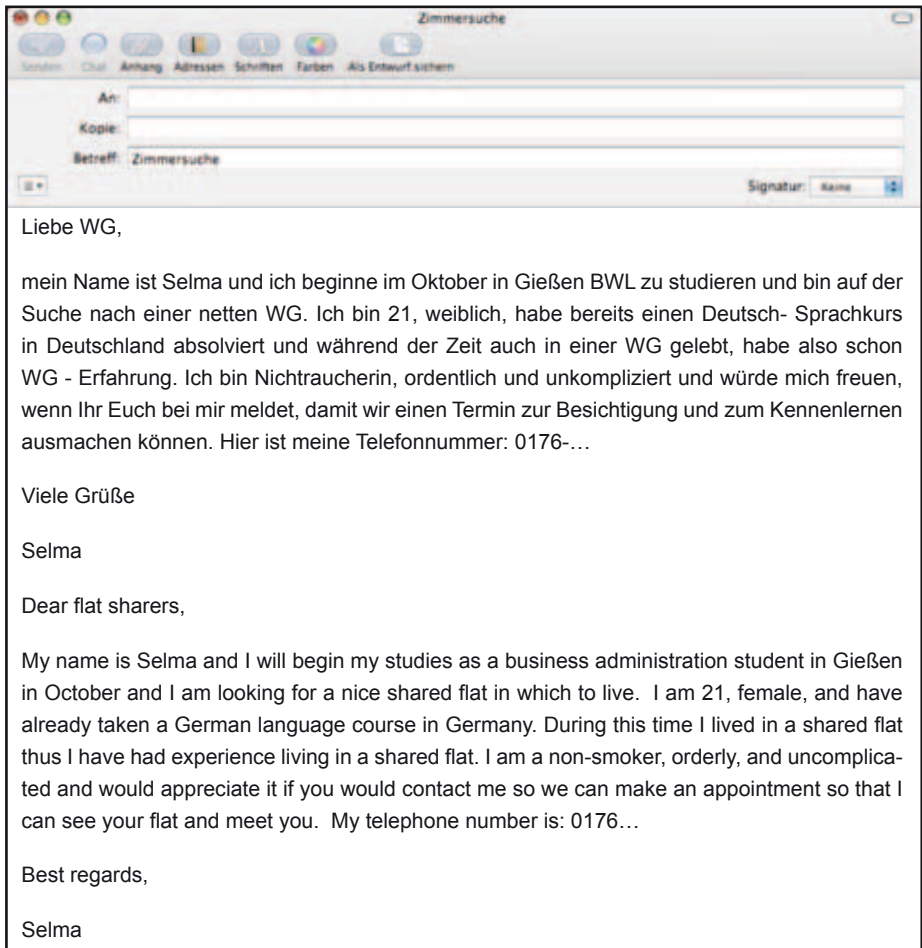 Zimmersuche
Senden Chat Anhang Adressen Schriften Farben Als Entwurf sichern
An:
Kopie:
Betreff: Zimmersuche
Signatur: Keine
Liebe WG,
mein Name ist Selma und ich beginne im Oktober in Gießen BWL zu studieren und bin auf der
Suche nach einer netten WG. Ich bin 21, weiblich, habe bereits einen Deutsch- Sprachkurs
in Deutschland absolviert und während der Zeit auch in einer WG gelebt, habe also schon
WG - Erfahrung. Ich bin Nichtraucherin, ordentlich und unkompliziert und würde mich freuen,
wenn Ihr Euch bei mir meldet, damit wir einen Termin zur Besichtigung und zum Kennenlernen
ausmachen können. Hier ist meine Telefonnummer: 0176-…
Viele Grüße
Selma
Dear flat sharers,
My name is Selma and I will begin my studies as a business administration student in Gießen
in October and I am looking for a nice shared flat in which to live.  I am 21, female, and have
already taken a German language course in Germany. During this time I lived in a shared flat
thus I have had experience living in a shared flat. I am a non-smoker, orderly, and uncomplica-
ted and would appreciate it if you would contact me so we can make an appointment so that I
can see your flat and meet you.  My telephone number is: 0176…
Best regards,
Selma